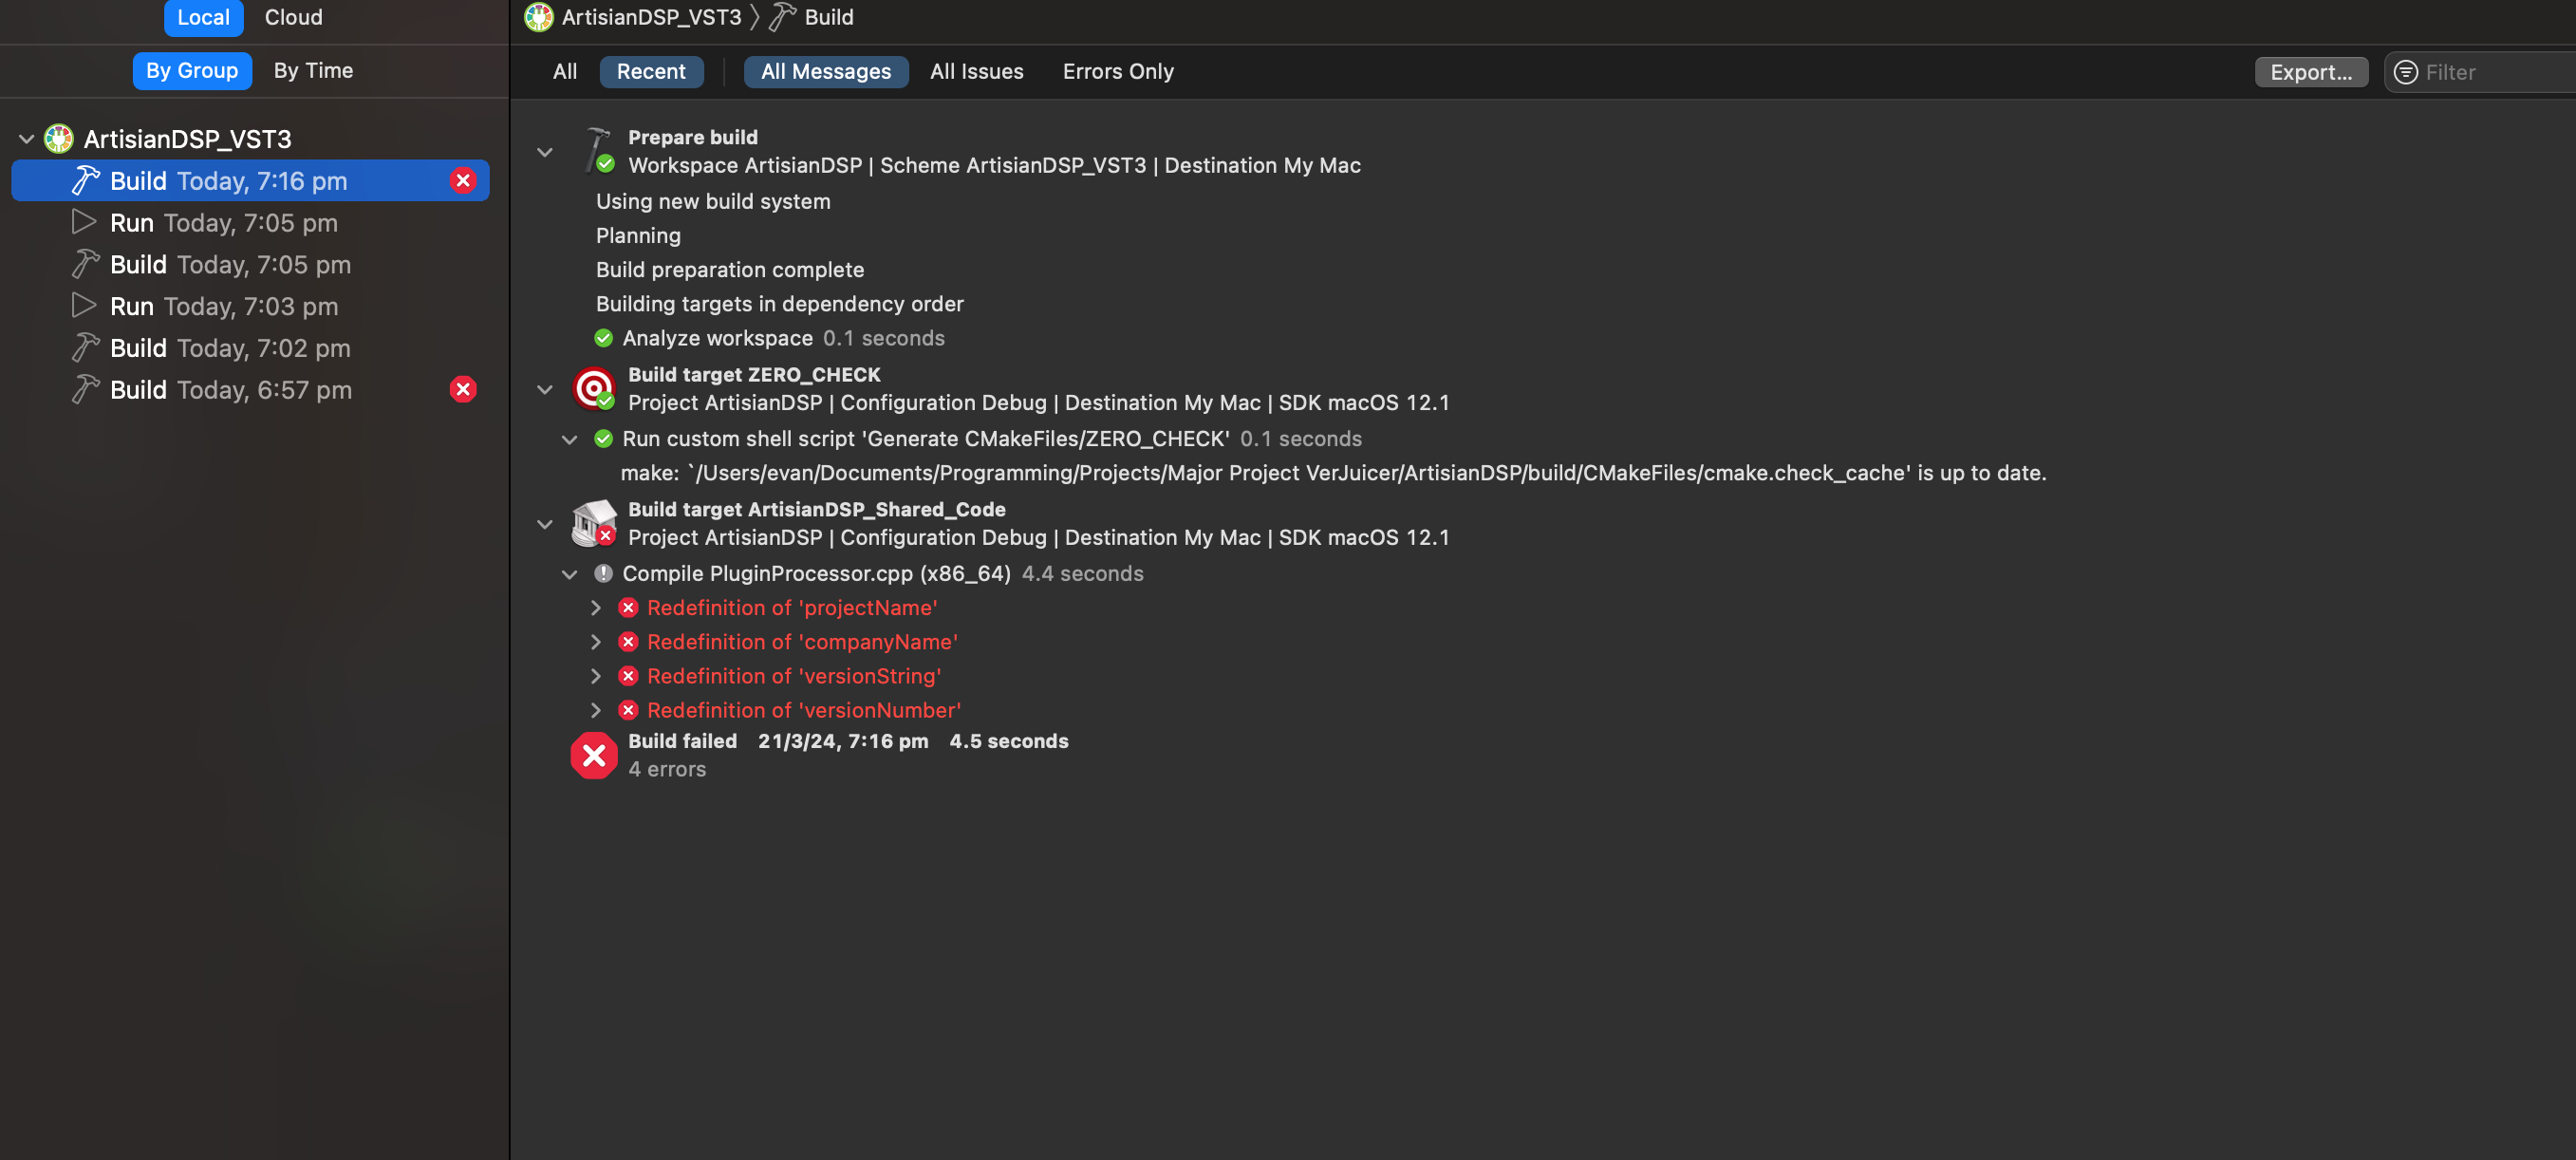 Local Cloud
By Group By Time
ArtisianDSP_VST3
Build Today, 7:16 pm
Run Today, 7:05 pm
Build Today, 7:05 pm
Run Today, 7:03 pm
Build Today, 7:02 pm
Build Today, 6:57 pm
ArtisianDSP_VST3 Build
All Recent All Messages All Issues Errors Only Export... Filter
Prepare build
Workspace ArtisianDSP | Scheme ArtisianDSP_VST3 | Destination My Mac
Using new build system
Planning
Build preparation complete
Building targets in dependency order
Analyze workspace 0.1 seconds
Build target ZERO_CHECK
Project ArtisianDSP | Configuration Debug | Destination My Mac | SDK macOS 12.1
Run custom shell script 'Generate CMakeFiles/ZERO_CHECK' 0.1 seconds
make: `/Users/evan/Documents/Programming/Projects/Major Project VerJuicer/ArtisianDSP/build/CMakeFiles/cmake.check_cache' is up to date.
Build target ArtisianDSP_Shared_Code
Project ArtisianDSP | Configuration Debug | Destination My Mac | SDK macOS 12.1
Compile PluginProcessor.cpp (x86_64) 4.4 seconds
Redefinition of 'projectName'
Redefinition of 'companyName'
Redefinition of 'versionString'
Redefinition of 'versionNumber'
Build failed 21/3/24, 7:16 pm 4.5 seconds
4 errors